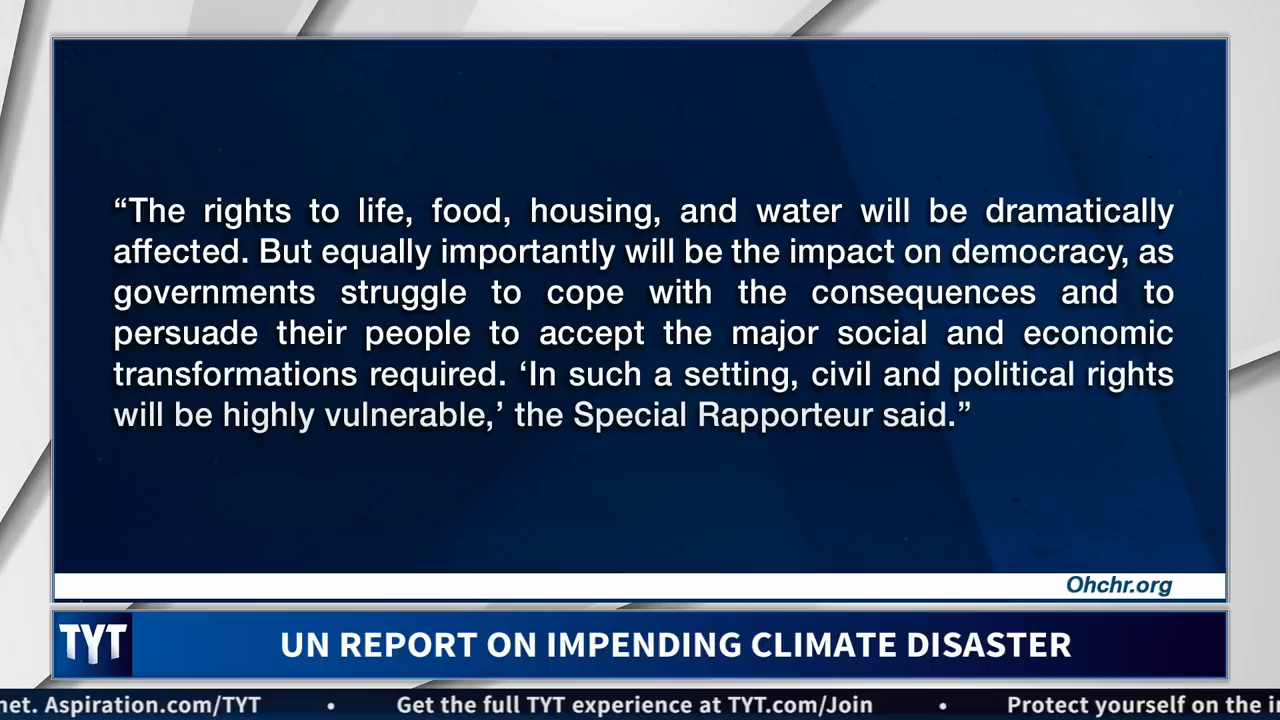 “The rights to life, food, housing, and water will be dramatically
affected. But equally importantly will be the impact on democracy, as
governments struggle to cope with the consequences and to
persuade their people to accept the major social and economic
transformations required. ‘In such a setting, civil and political rights
will be highly vulnerable,’ the Special Rapporteur said.”
Ohchr.org
TYT
UN REPORT ON IMPENDING CLIMATE DISASTER
net. Aspiration.com/TYT • Get the full TYT experience at TYT.com/Join • Protect yourself on the